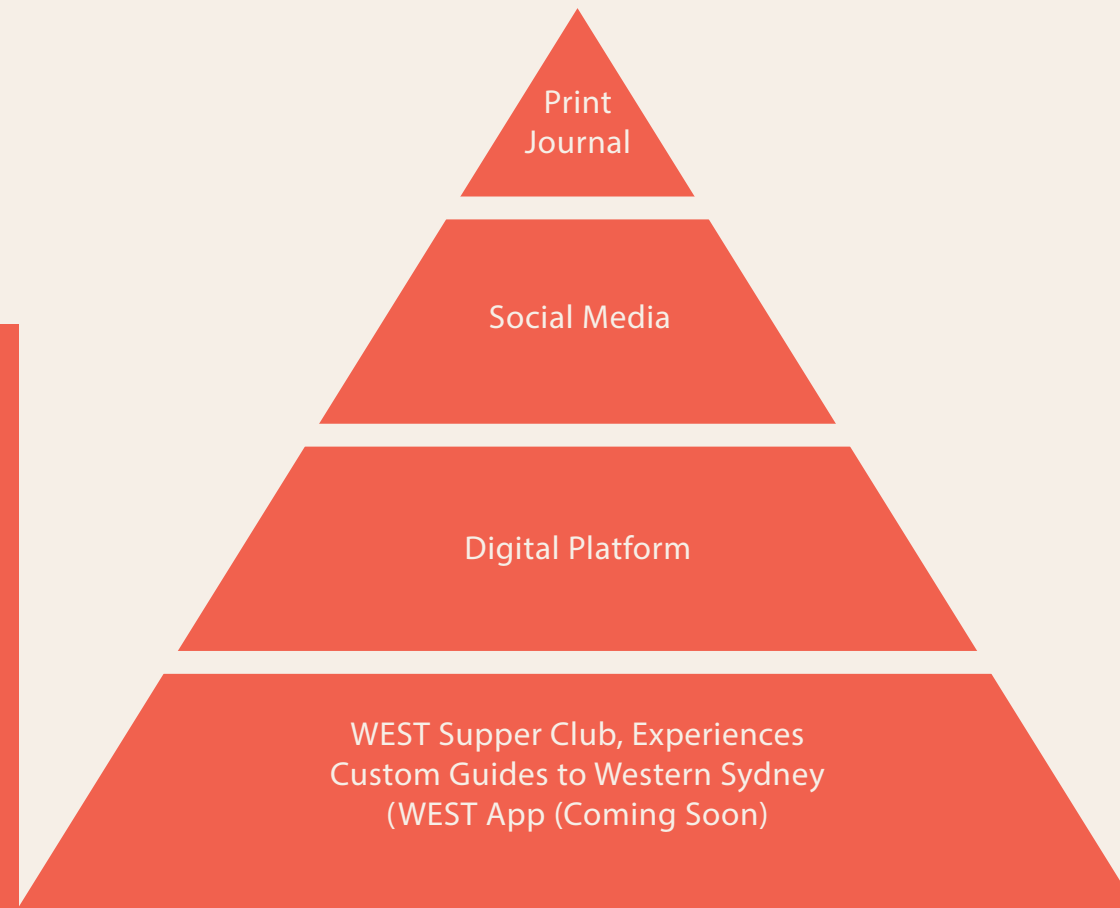 Print
Journal
Social Media
Digital Platform
WEST Supper Club, Experiences
Custom Guides to Western Sydney
(WEST App (Coming Soon)